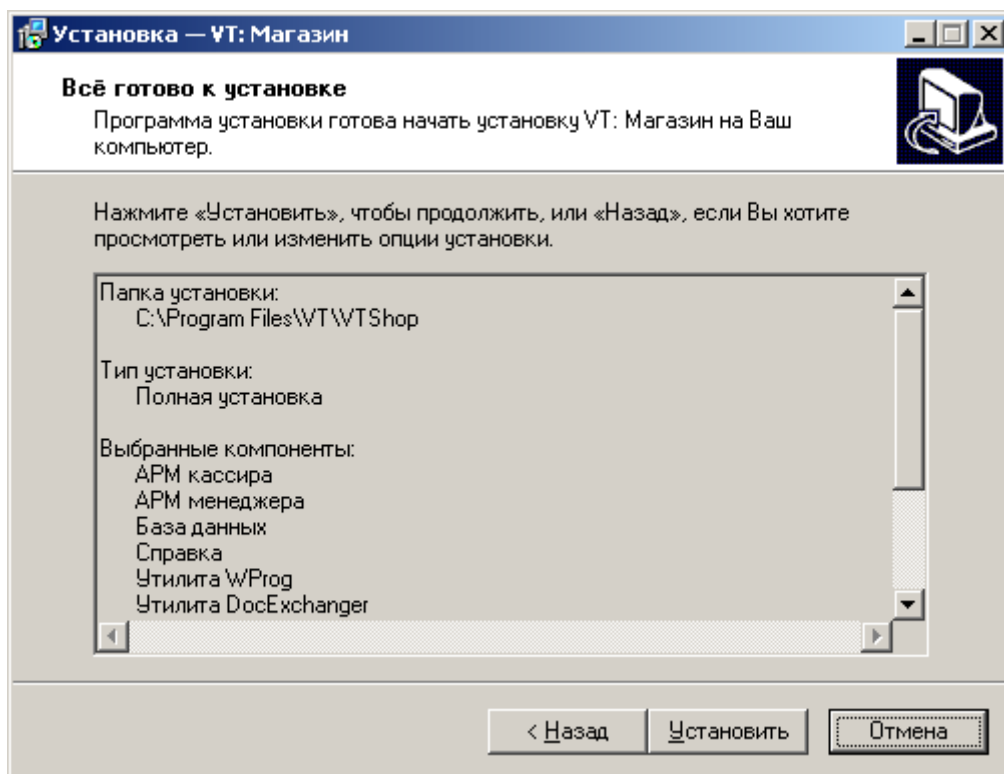 Установка — VT: Магазин
Всё готово к установке
Программа установки готова начать установку VT: Магазин на Ваш
компьютер.
Нажмите «Установить», чтобы продолжить, или «Назад», если Вы хотите
просмотреть или изменить опции установки.
Папка установки:
C:\Program Files\VT\VTShop
Тип установки:
Полная установка
Выбранные компоненты:
АРМ кассира
АРМ менеджера
База данных
Справка
Утилита WProg
Утилита DocExchanger
< Назад
Установить
Отмена